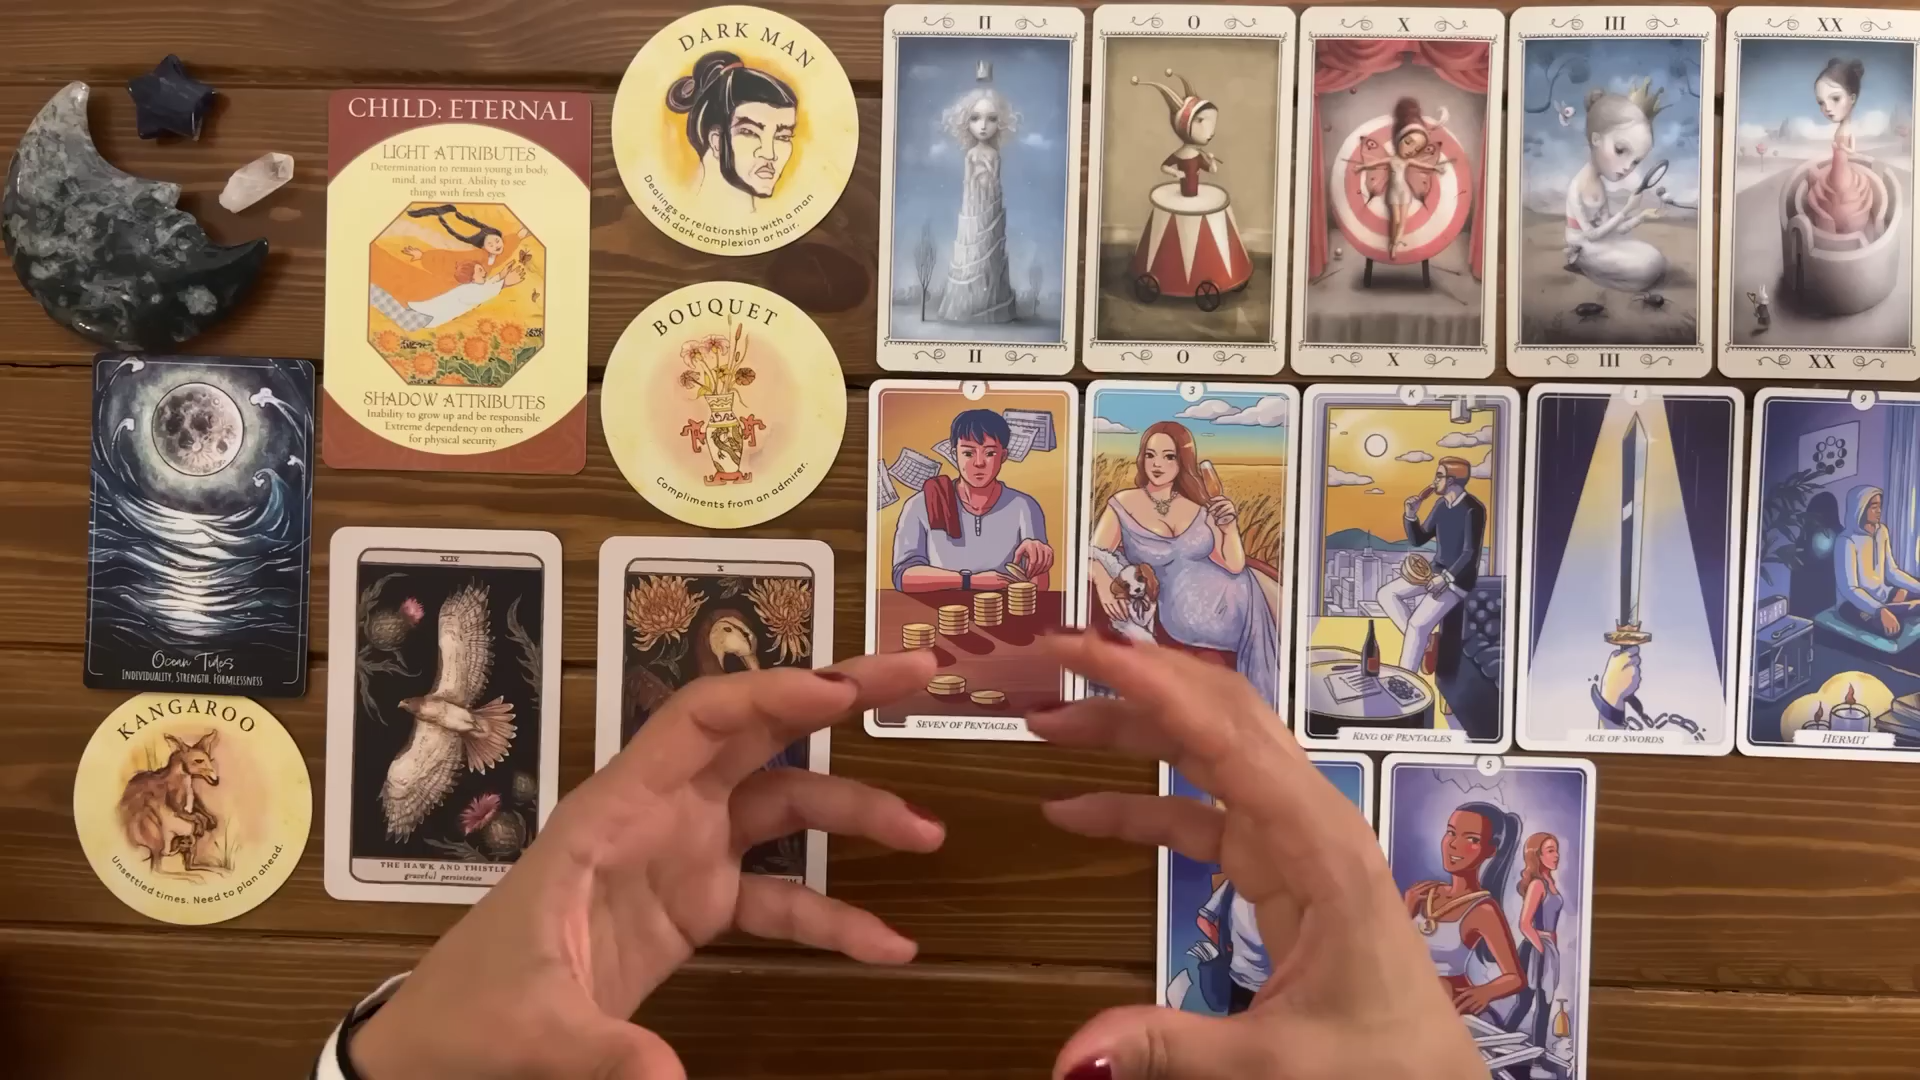 CHILD: ETERNAL
LIGHT ATTRIBUTES
Determination to remain young in body,
mind, and spirit. Ability to see
things with fresh eyes.
SHADOW ATTRIBUTES
Inability to grow up and be responsible.
Extreme dependency on others
for physical security.
DARK MAN
Dealings or relationship with a man
with dark complexion or hair.
BOUQUET
Compliments from an admirer.
Ocean Tides
INDIVIDUALITY, STRENGTH, FORMLESSNESS
KANGAROO
Unsettled times. Need to plan ahead.
XLIV
THE HAWK AND THISTLE
graceful persistence
X
II
II
O
O
X
X
III
III
XX
XX
7
SEVEN OF PENTACLES
3
K
KING OF PENTACLES
1
ACE OF SWORDS
9
HERMIT
5